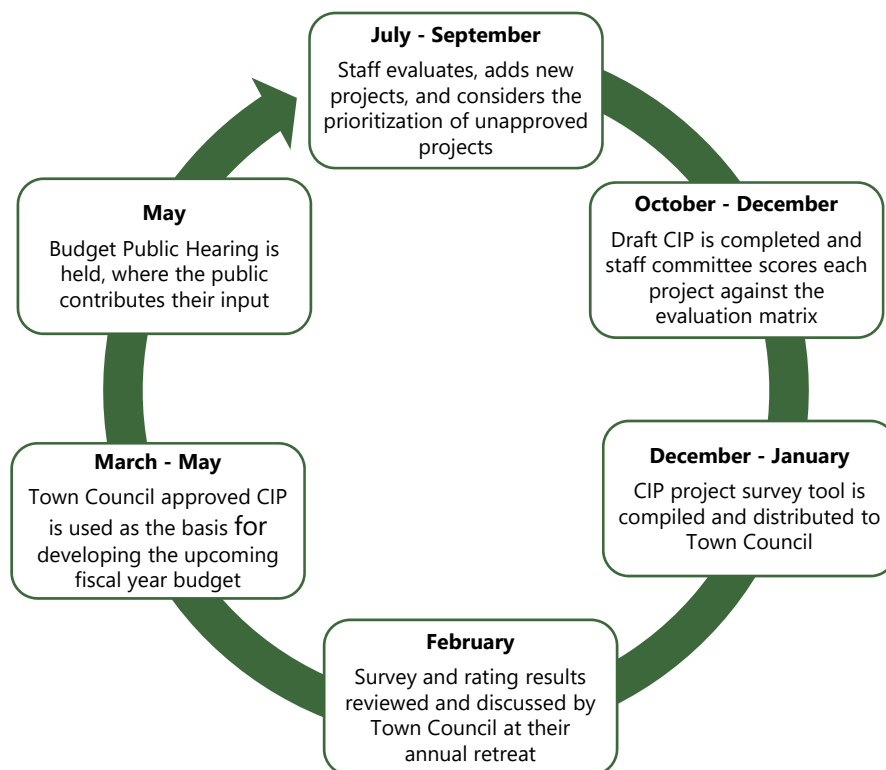 July - September
Staff evaluates, adds new
projects, and considers the
prioritization of unapproved
projects
October - December
Draft CIP is completed and
staff committee scores each
project against the
evaluation matrix
December - January
CIP project survey tool is
compiled and distributed to
Town Council
February
Survey and rating results
reviewed and discussed by
Town Council at their
annual retreat
March - May
Town Council approved CIP
is used as the basis for
developing the upcoming
fiscal year budget
May
Budget Public Hearing is
held, where the public
contributes their input